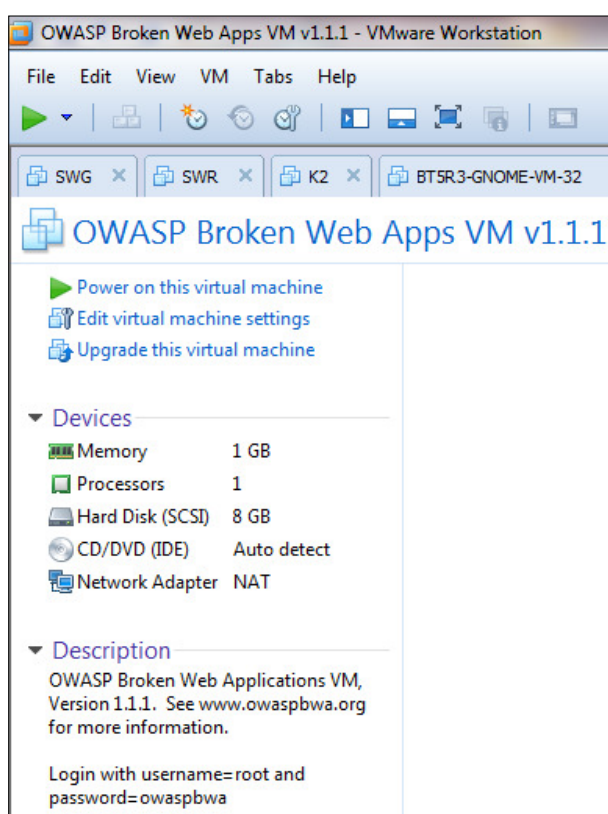 OWASP Broken Web Apps VM v1.1.1 - VMware Workstation
File Edit View VM Tabs Help
SWG SWR K2 BT5R3-GNOME-VM-32
OWASP Broken Web Apps VM v1.1.1
Power on this virtual machine
Edit virtual machine settings
Upgrade this virtual machine
Devices
Memory 1 GB
Processors 1
Hard Disk (SCSI) 8 GB
CD/DVD (IDE) Auto detect
Network Adapter NAT
Description
OWASP Broken Web Applications VM,
Version 1.1.1. See www.owaspbwa.org
for more information.
Login with username=root and
password=owaspbwa